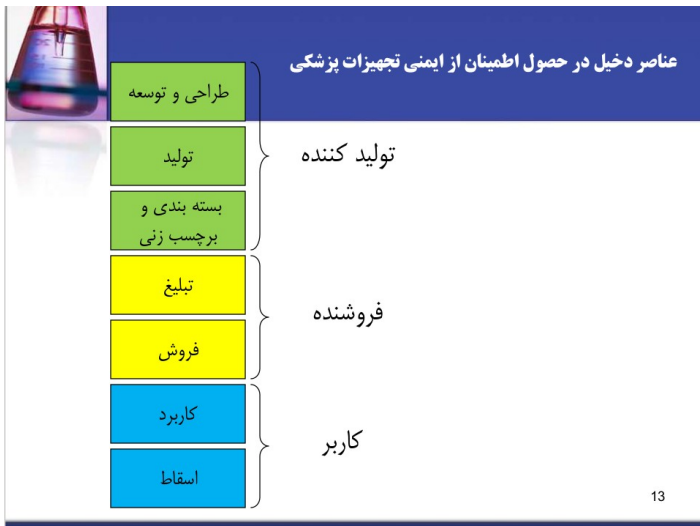 عناصر دخیل در حصول اطمینان از ایمنی تجهیزات پزشکی
طراحی و توسعه
تولید
بسته بندی و
برچسب زنی
تولید کننده
تبلیغ
فروش
فروشنده
کاربرد
اسقاط
کاربر
13